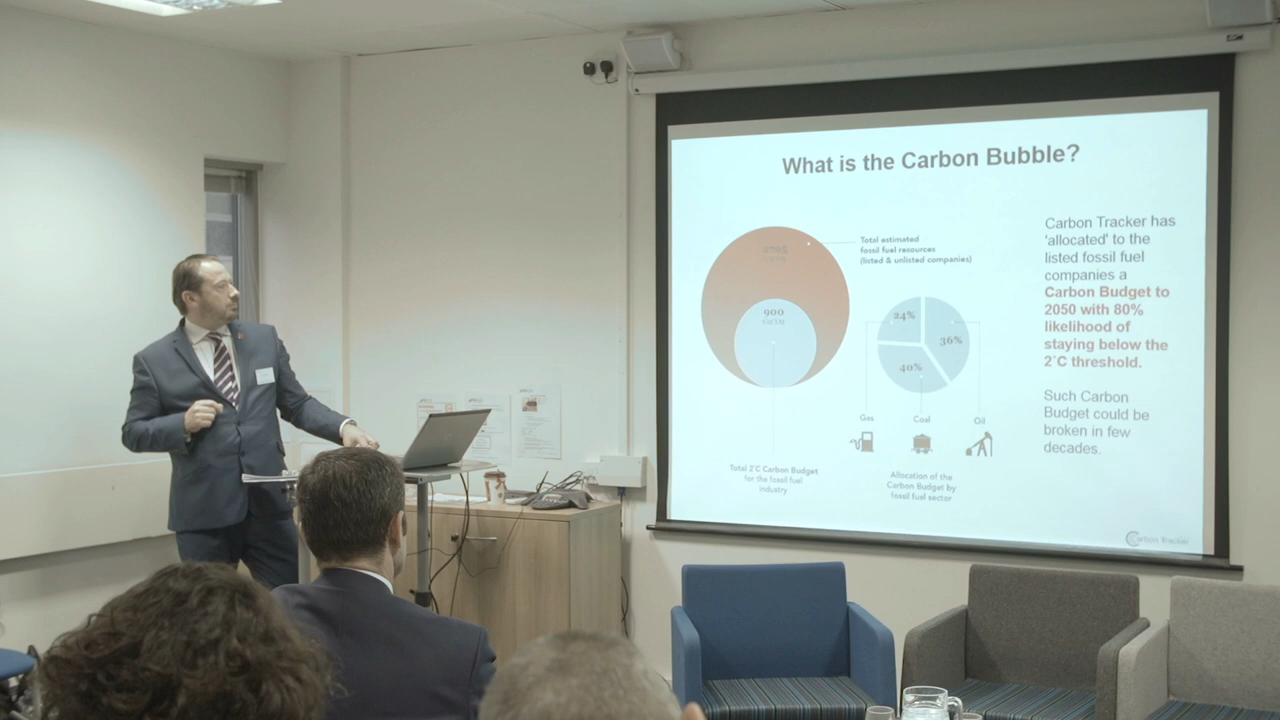 What is the Carbon Bubble?
Total estimated
fossil fuel resources
(listed & unlisted companies)
900
GtCO2
24%
36%
40%
Gas
Coal
Oil
Total 2˚C Carbon Budget
for the fossil fuel
industry
Allocation of the
Carbon Budget by
fossil fuel sector
Carbon Tracker has
'allocated' to the
listed fossil fuel
companies a
Carbon Budget to
2050 with 80%
likelihood of
staying below the
2˚C threshold.
Such Carbon
Budget could be
broken in few
decades.
Carbon Tracker